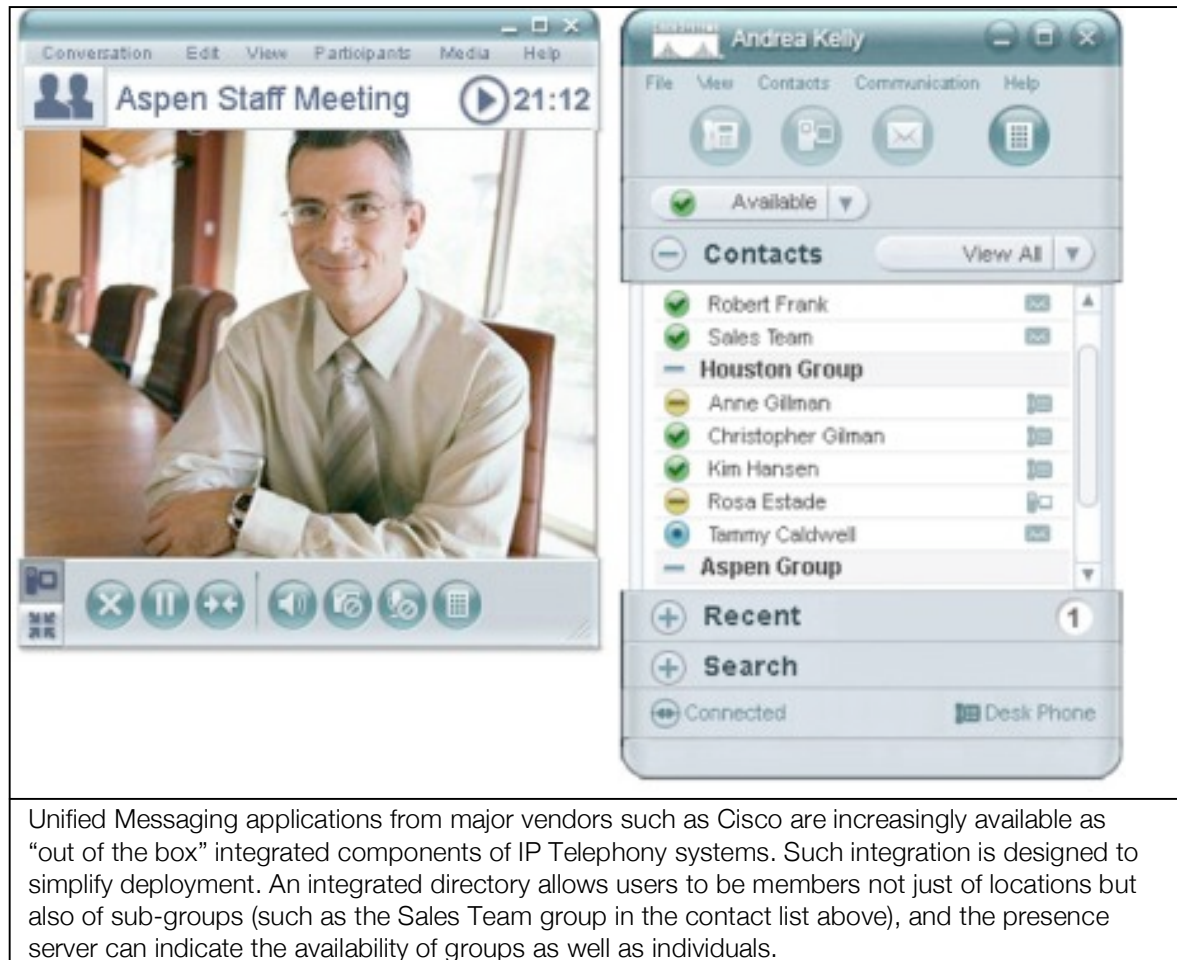 Conversation Edit View Participants Media Help
Aspen Staff Meeting 21:12
Andrea Kelly
File View Contacts Communication Help
Available
Contacts View All
Robert Frank
Sales Team
Houston Group
Anne Gillman
Christopher Gilman
Kim Hansen
Rosa Estade
Tammy Caldwell
Aspen Group
Recent 1
Search
Connected Desk Phone
Unified Messaging applications from major vendors such as Cisco are increasingly available as
“out of the box” integrated components of IP Telephony systems. Such integration is designed to
simplify deployment. An integrated directory allows users to be members not just of locations but
also of sub-groups (such as the Sales Team group in the contact list above), and the presence
server can indicate the availability of groups as well as individuals.